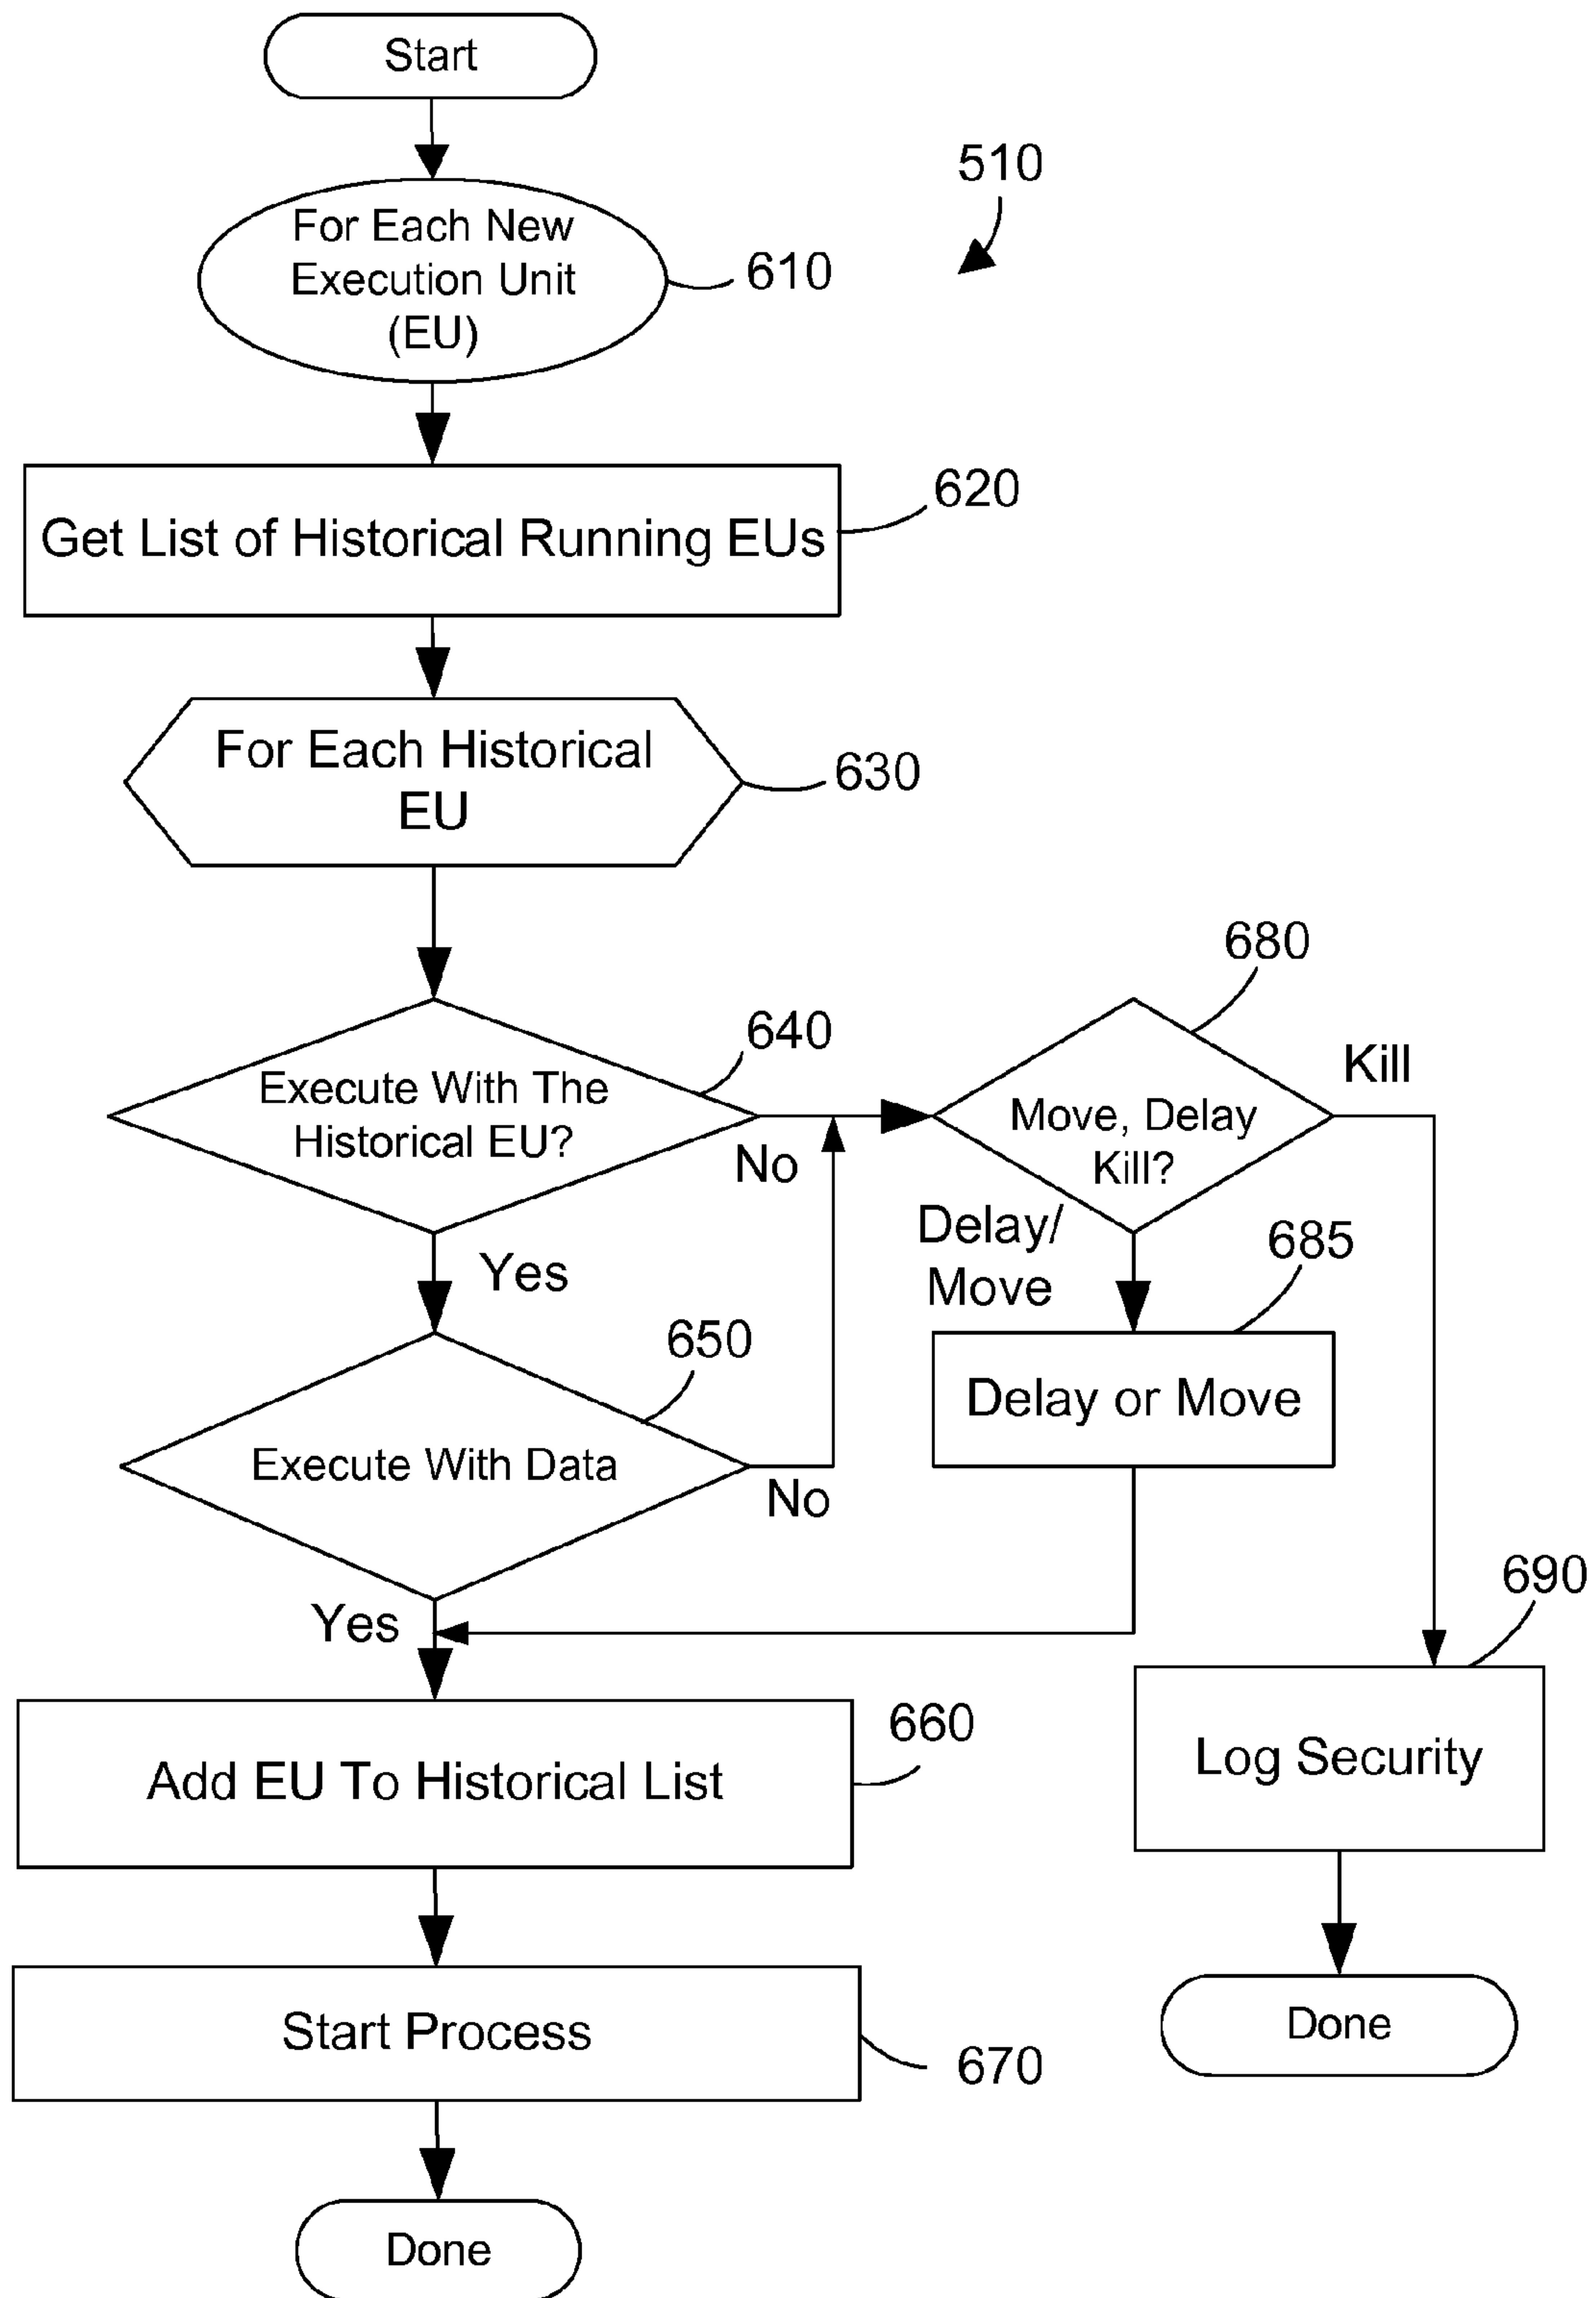 Start
510
For Each New
Execution Unit
(EU)
610
620
Get List of Historical Running EUs
For Each Historical
EU
630
680
640
Kill
Execute With The
Historical EU?
No
Move, Delay
Kill?
Delay/
Move
685
Yes
650
Delay or Move
Execute With Data
No
690
Yes
660
Add EU To Historical List
Log Security
Start Process
670
Done
Done